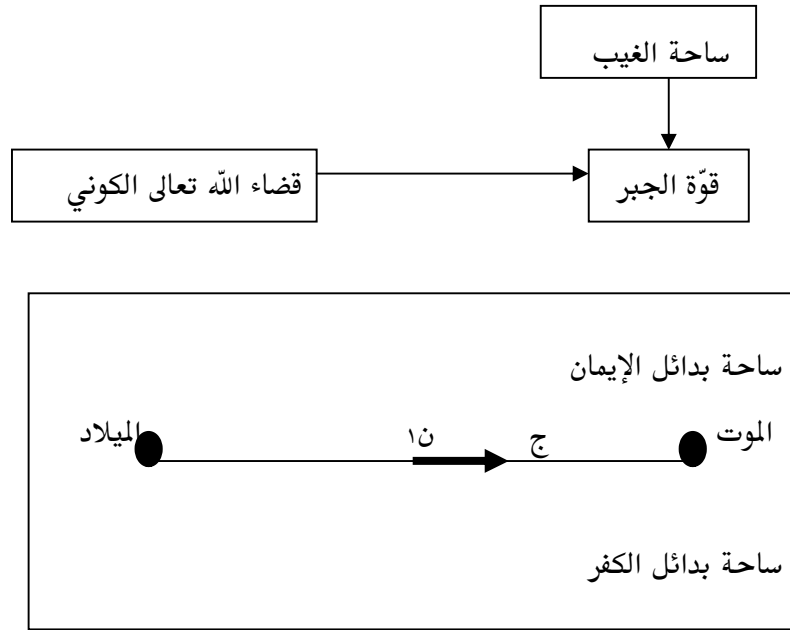 ساحة الغيب
قوّة الجبر
قضاء الله تعالى الكوني
ساحة بدائل الإيمان
الموت
ج
ن١
الميلاد
ساحة بدائل الكفر